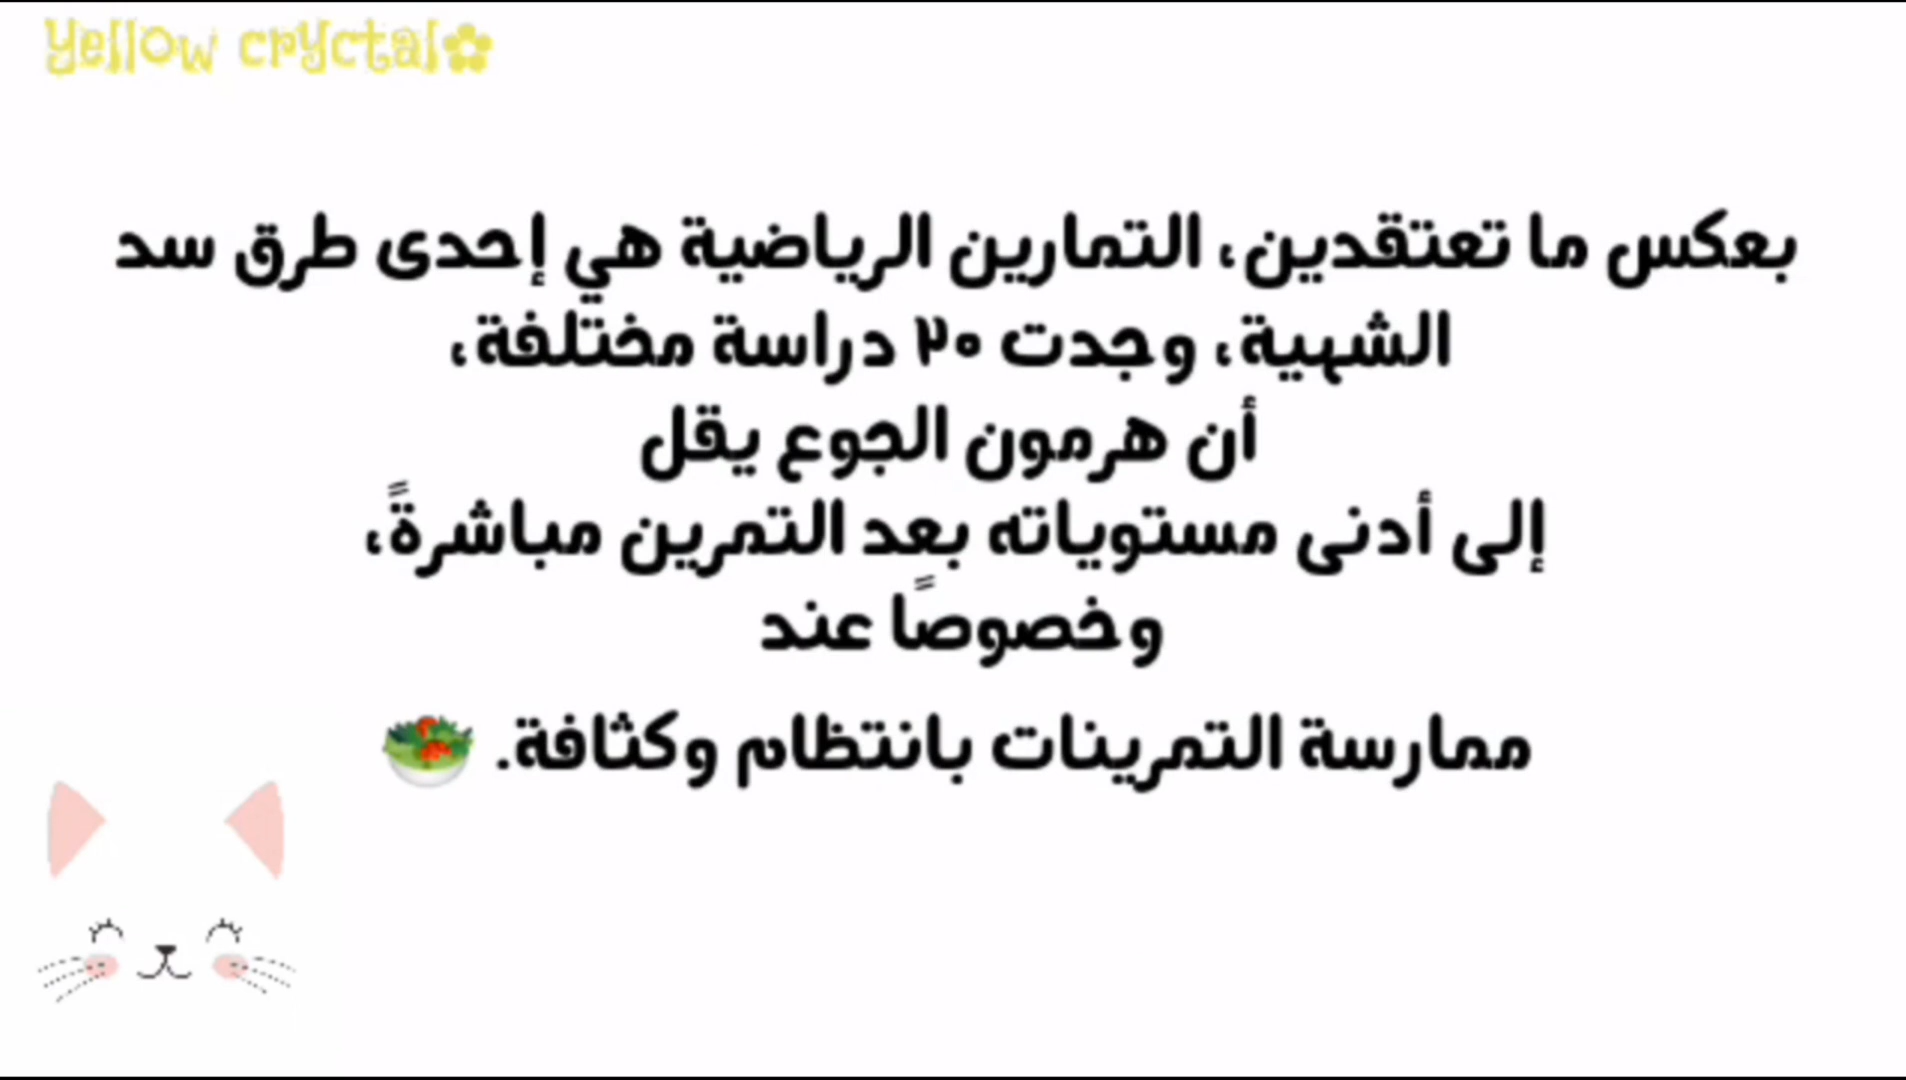 Yellow cryctal✿
بعكس ما تعتقدين، التمارين الرياضية هي إحدى طرق سد
الشهية، وجدت ٢٠ دراسة مختلفة،
أن هرمون الجوع يقل
إلى أدنى مستوياته بعد التمرين مباشرةً،
وخصوصًا عند
ممارسة التمرينات بانتظام وكثافة. 🥗